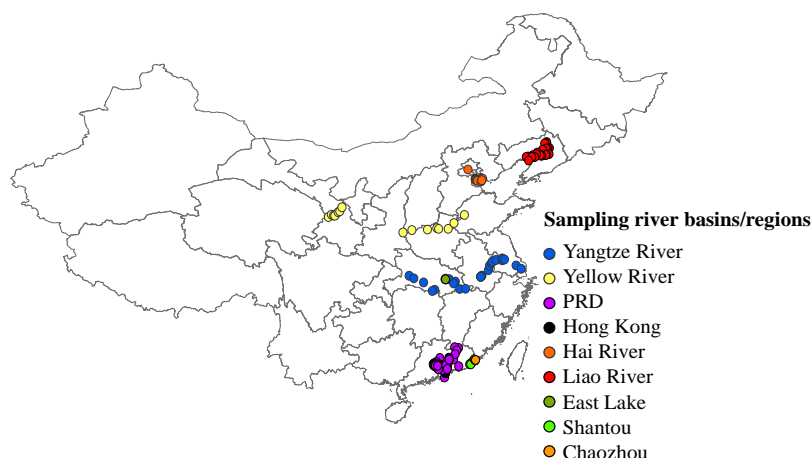 Sampling river basins/regions
Yangtze River
Yellow River
PRD
Hong Kong
Hai River
Liao River
East Lake
Shantou
Chaozhou